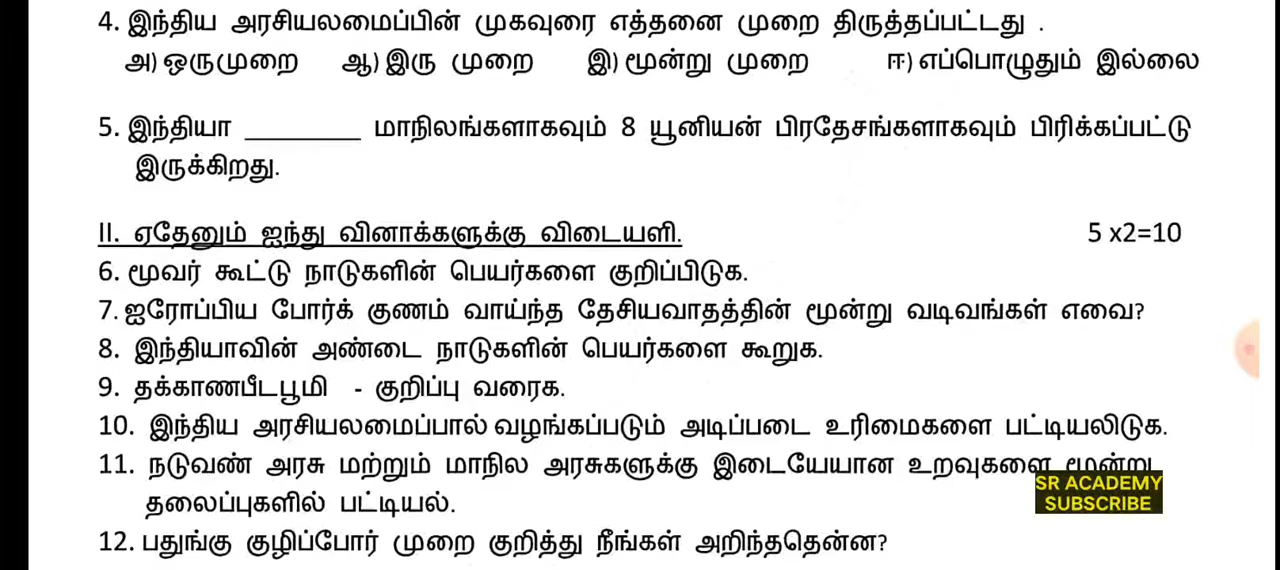 4. இந்திய அரசியலமைப்பின் முகவுரை எத்தனை முறை திருத்தப்பட்டது .
அ) ஒருமுறை ஆ) இரு முறை இ) மூன்று முறை ஈ) எப்பொழுதும் இல்லை
5. இந்தியா ________ மாநிலங்களாகவும் 8 யூனியன் பிரதேசங்களாகவும் பிரிக்கப்பட்டு
இருக்கிறது.
II. ஏதேனும் ஐந்து வினாக்களுக்கு விடையளி. 5 x2=10
6. மூவர் கூட்டு நாடுகளின் பெயர்களை குறிப்பிடுக.
7. ஐரோப்பிய போர்க் குணம் வாய்ந்த தேசியவாதத்தின் மூன்று வடிவங்கள் எவை?
8. இந்தியாவின் அண்டை நாடுகளின் பெயர்களை கூறுக.
9. தக்காணபீடபூமி - குறிப்பு வரைக.
10. இந்திய அரசியலமைப்பால் வழங்கப்படும் அடிப்படை உரிமைகளை பட்டியலிடுக.
11. நடுவண் அரசு மற்றும் மாநில அரசுகளுக்கு இடையேயான உறவுகளை மூன்று
தலைப்புகளில் பட்டியல்.
SR ACADEMY
SUBSCRIBE
12. பதுங்கு குழிப்போர் முறை குறித்து நீங்கள் அறிந்ததென்ன?